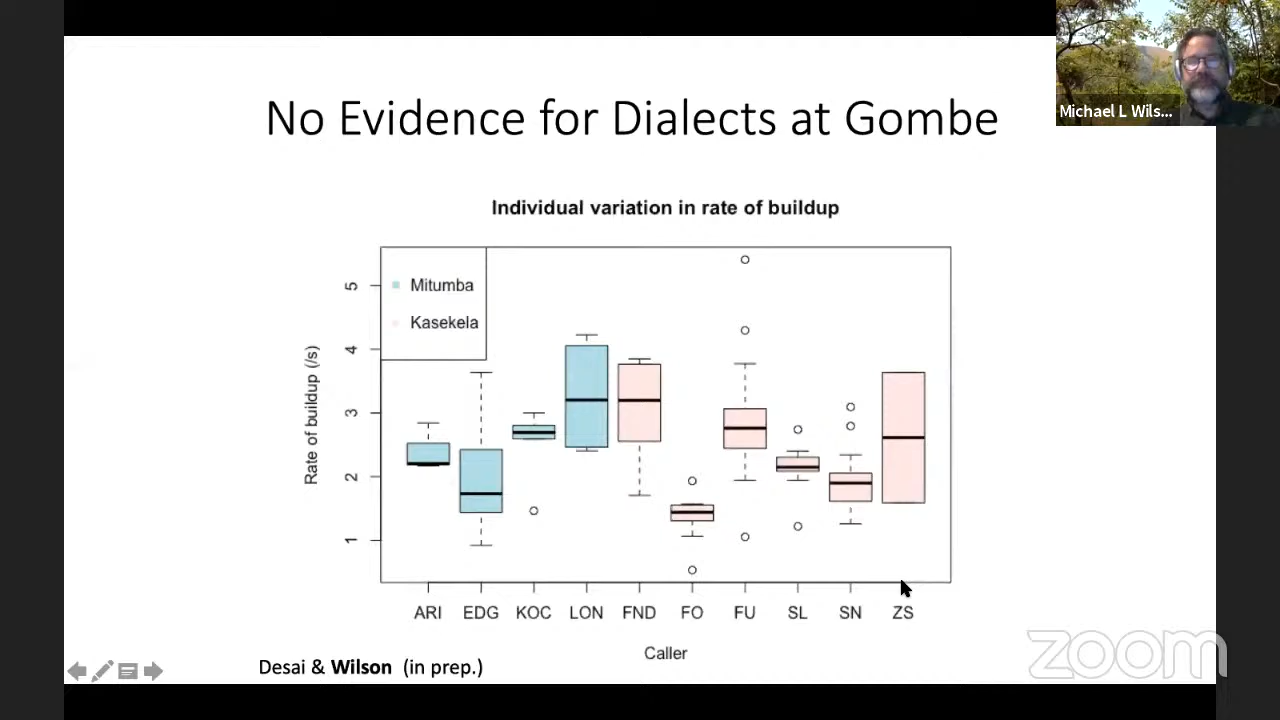 Michael L Wils...
No Evidence for Dialects at Gombe
Individual variation in rate of buildup
Mitumba
Kasekela
Rate of buildup (/s)
5
4
3
2
1
ARI EDG KOC LON FND FO FU SL SN ZS
Caller
Desai & Wilson (in prep.)
zoom